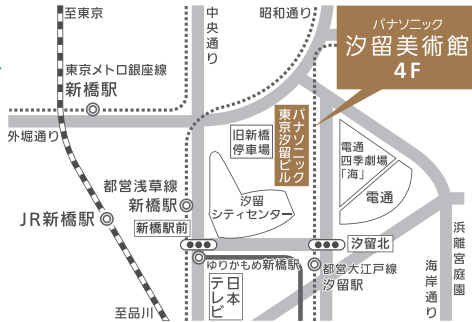 至東京
中央通り
昭和通り
パナソニック
汐留美術館
4F
東京メトロ銀座線
新橋駅
外堀通り
旧新橋
停車場
パナソニック
東京汐留ビル
電通
四季劇場
「海」
電通
都営浅草線
新橋駅
汐留
シティセンター
JR新橋駅
新橋駅前
汐留北
ゆりかもめ新橋駅
都営大江戸線
汐留駅
日本
テレビ
至品川
海岸通り
浜離宮庭園